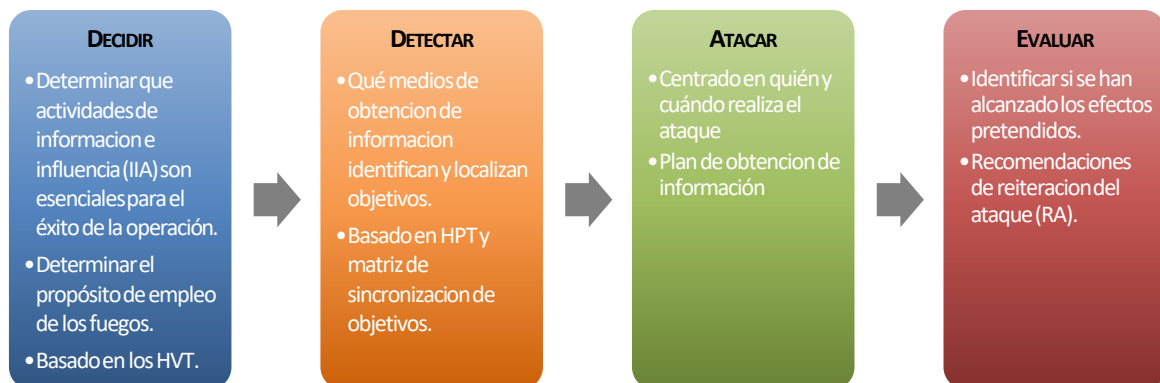 DECIDIR
•Determinar que
actividades de
informacion e
influencia (IIA) son
esenciales para el
éxito de la operación.
•Determinar el
propósito de empleo
de los fuegos.
•Basado en los HVT.
DETECTAR
•Qué medios de
obtencion de
informacion
identifican y localizan
objetivos.
•Basado en HPT y
matriz de
sincronizacion de
objetivos.
ATACAR
•Centrado en quién y
cuándo realiza el
ataque
•Plan de obtencion de
información
EVALUAR
•Identificar si se han
alcanzado los efectos
pretendidos.
•Recomendaciones
de reiteracion del
ataque (RA).